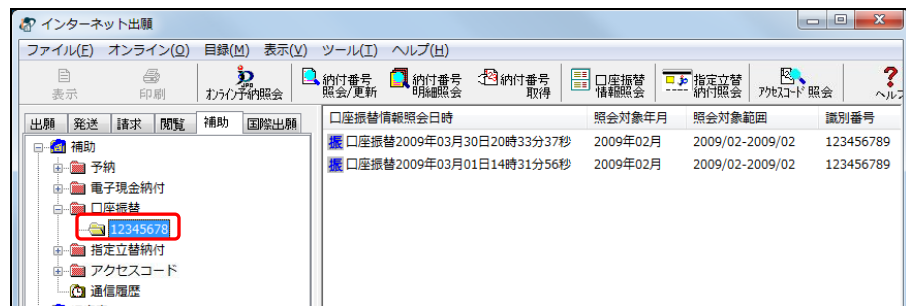 インターネット出願
ファイル(F) オンライン(O) 目録(M) 表示(V) ツール(T) ヘルプ(H)
表示 印刷 オンライン予納照会 納付番号照会/更新 納付番号明細照会 納付番号取得 口座振替情報照会 指定立替納付照会 アクセスコード照会 ヘルプ
出願 発送 請求 閲覧 補助 国際出願
口座振替情報照会日時 照会対象年月 照会対象範囲 識別番号
振 口座振替2009年03月30日20時33分37秒 2009年02月 2009/02-2009/02 123456789
振 口座振替2009年03月01日14時31分56秒 2009年02月 2009/02-2009/02 123456789
補助
予納
電子現金納付
口座振替
12345678
指定立替納付
アクセスコード
通信履歴